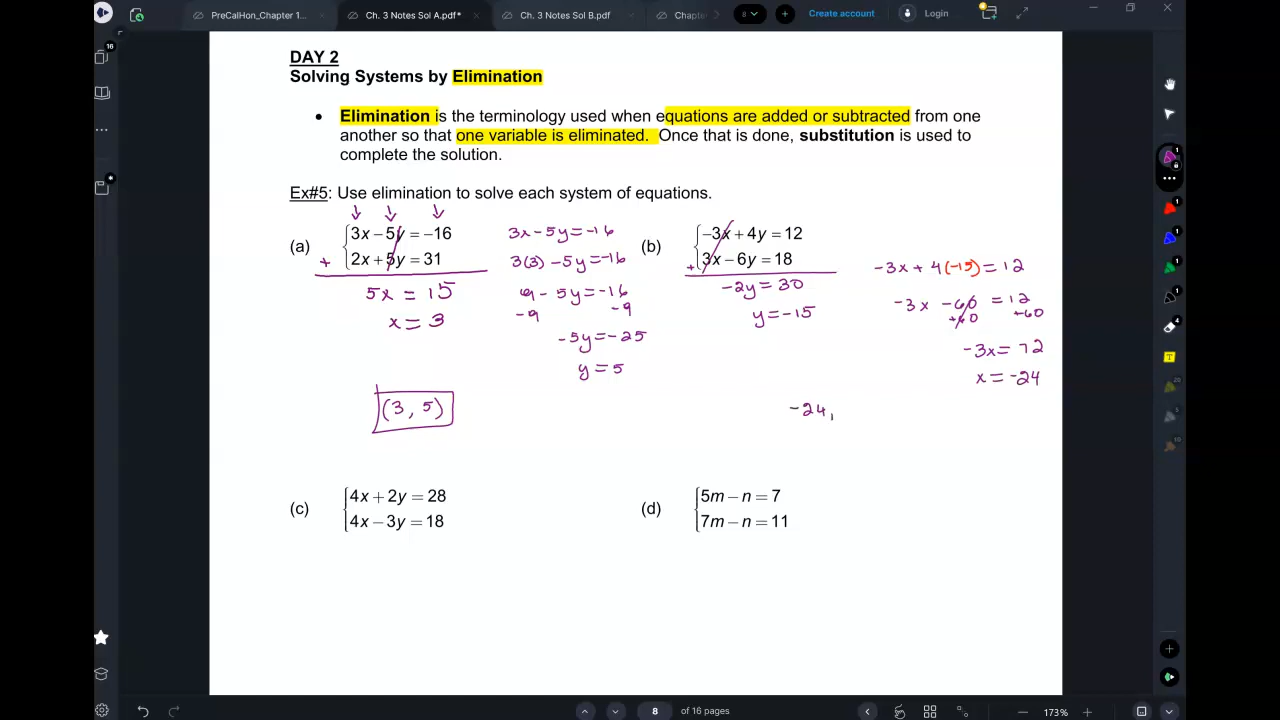 PreCalHon_Chapter 1...
Ch. 3 Notes Sol A.pdf*
Ch. 3 Notes Sol B.pdf
Chapte
8
Create account
Login
16
DAY 2
Solving Systems by Elimination
• Elimination is the terminology used when equations are added or subtracted from one
another so that one variable is eliminated. Once that is done, substitution is used to
complete the solution.
Ex#5: Use elimination to solve each system of equations.
(a)
3x − 5y = −16
2x + 5y = 31
+
5x = 15
x = 3
3x − 5y = −16
3(3) − 5y = −16
9 − 5y = −16
−9 −9
−5y = −25
y = 5
(3, 5)
(b)
−3x + 4y = 12
3x − 6y = 18
+
−2y = 30
y = −15
−3x + 4(−15) = 12
−3x − 60 = 12
+60 +60
−3x = 72
x = −24
−24,
(c)
4x + 2y = 28
4x − 3y = 18
(d)
5m − n = 7
7m − n = 11
8 of 16 pages
173%